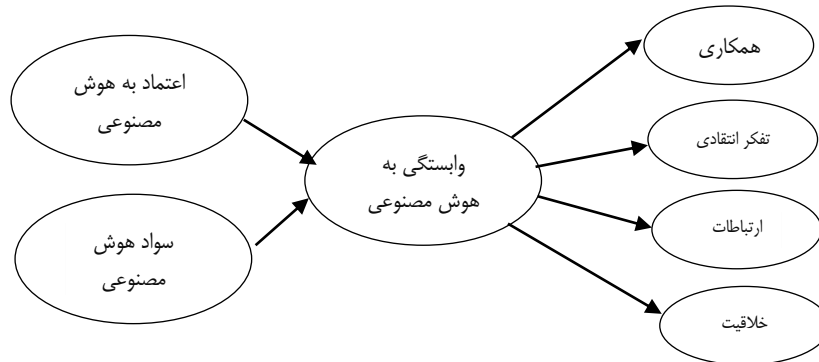 همکاری
اعتماد به هوش
مصنوعی
تفکر انتقادی
وابستگی به
هوش مصنوعی
ارتباطات
سواد هوش
مصنوعی
خلاقیت